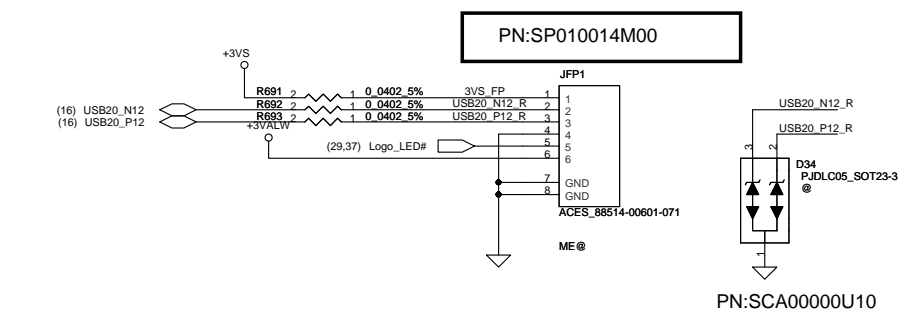 PN:SP010014M00
+3VS
JFP1
R691 2 1 0_0402_5% 3VS_FP 1 1
(16) USB20_N12 R692 2 1 0_0402_5% USB20_N12_R 2 2
(16) USB20_P12 R693 2 1 0_0402_5% USB20_P12_R 3 3
+3VALW 4 4
(29,37) Logo_LED# 5 5
6 6
7 GND
8 GND
ACES_88514-00601-071
ME@
USB20_N12_R
USB20_P12_R
3 2
D34
PJDLC05_SOT23-3
@
1
PN:SCA00000U10